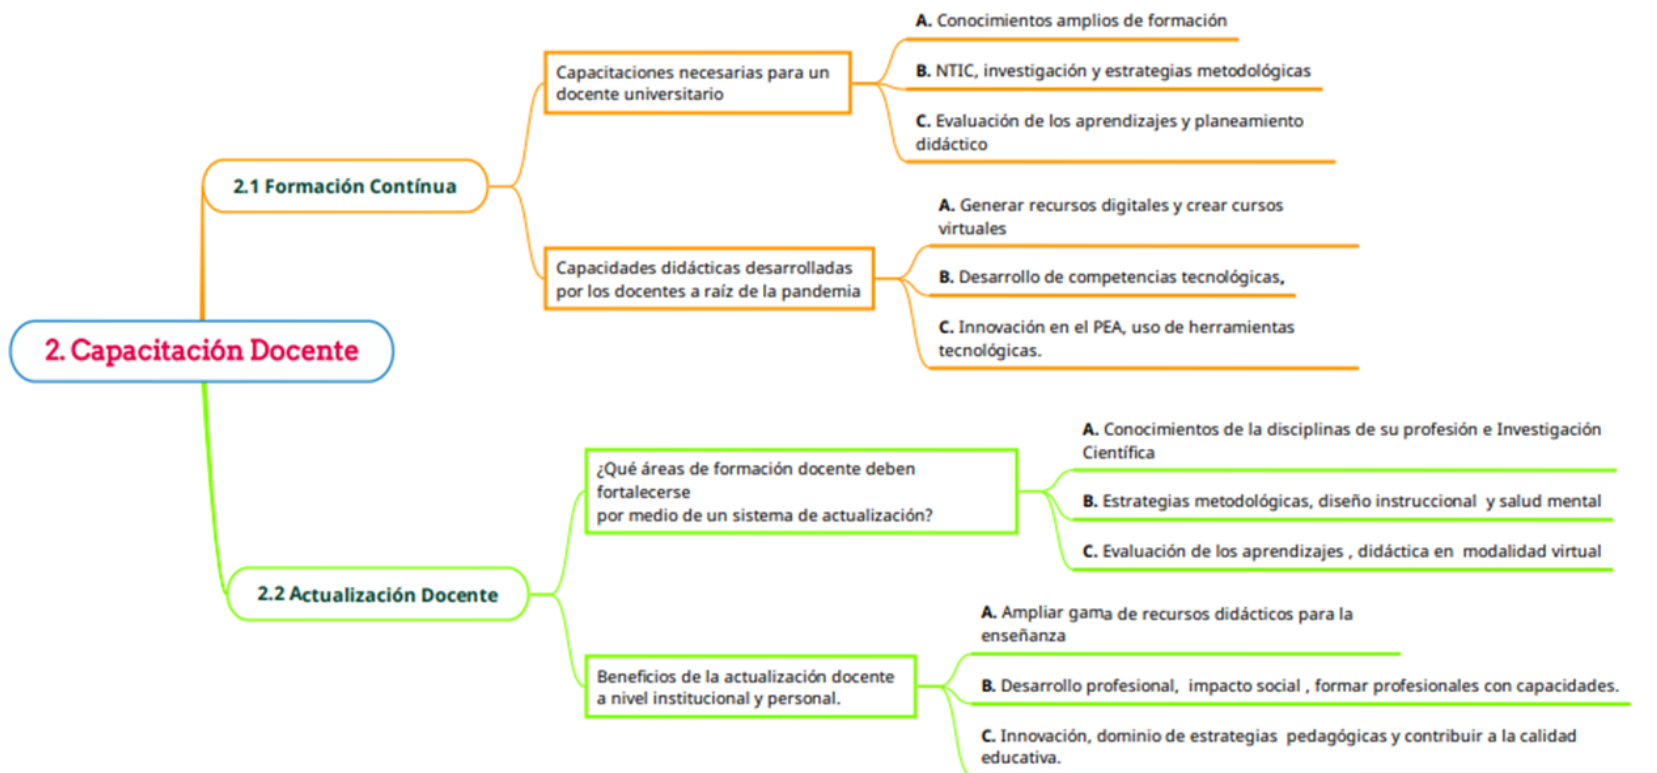 2. Capacitación Docente
2.1 Formación Contínua
Capacitaciones necesarias para un
docente universitario
A. Conocimientos amplios de formación
B. NTIC, investigación y estrategias metodológicas
C. Evaluación de los aprendizajes y planeamiento
didáctico
Capacidades didácticas desarrolladas
por los docentes a raíz de la pandemia
A. Generar recursos digitales y crear cursos
virtuales
B. Desarrollo de competencias tecnológicas,
C. Innovación en el PEA, uso de herramientas
tecnológicas.
2.2 Actualización Docente
¿Qué áreas de formación docente deben
fortalecerse
por medio de un sistema de actualización?
A. Conocimientos de la disciplinas de su profesión e Investigación
Científica
B. Estrategias metodológicas, diseño instruccional  y salud mental
C. Evaluación de los aprendizajes , didáctica en  modalidad virtual
Beneficios de la actualización docente
a nivel institucional y personal.
A. Ampliar gama de recursos didácticos para la
enseñanza
B. Desarrollo profesional,  impacto social , formar profesionales con capacidades.
C. Innovación, dominio de estrategias  pedagógicas y contribuir a la calidad
educativa.